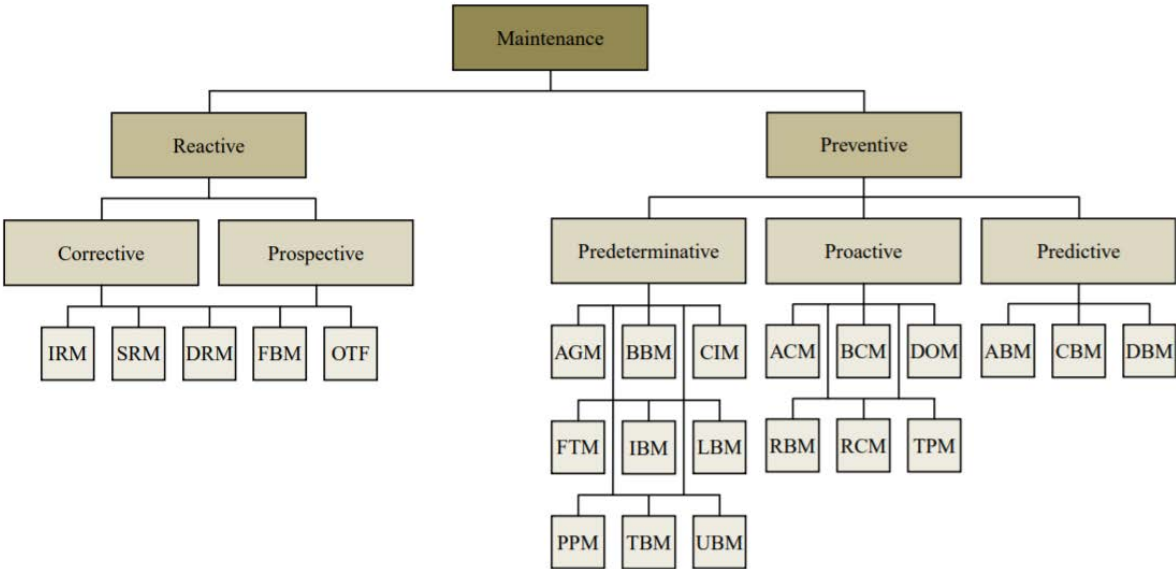 Maintenance
Reactive
Preventive
Corrective
Prospective
Predeterminative
Proactive
Predictive
IRM
SRM
DRM
FBM
OTF
AGM
BBM
CIM
ACM
BCM
DOM
ABM
CBM
DBM
FTM
IBM
LBM
RBM
RCM
TPM
PPM
TBM
UBM